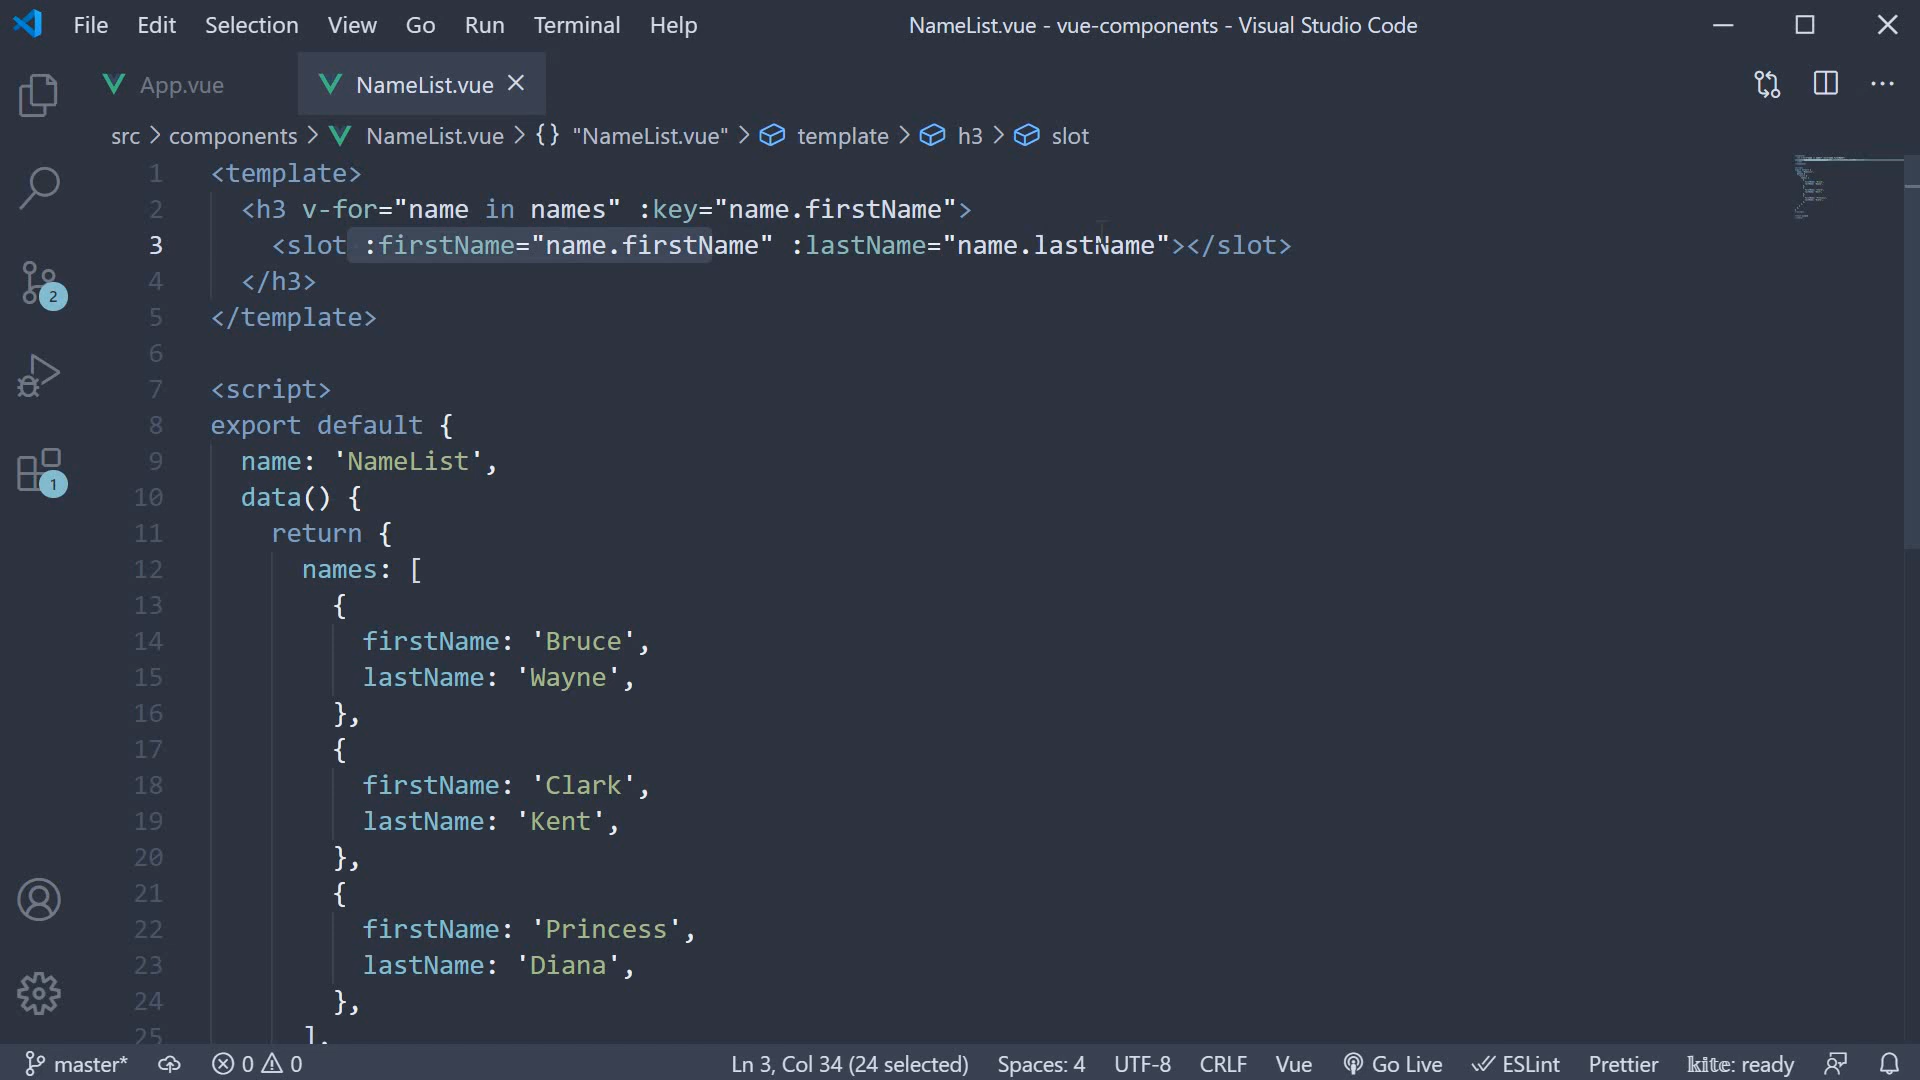 File Edit Selection View Go Run Terminal Help NameList.vue - vue-components - Visual Studio Code
App.vue NameList.vue
src > components > NameList.vue > {} "NameList.vue" > template > h3 > slot
1 <template>
2 <h3 v-for="name in names" :key="name.firstName">
3 <slot :firstName="name.firstName" :lastName="name.lastName"></slot>
4 </h3>
5 </template>
6
7 <script>
8 export default {
9 name: 'NameList',
10 data() {
11 return {
12 names: [
13 {
14 firstName: 'Bruce',
15 lastName: 'Wayne',
16 },
17 {
18 firstName: 'Clark',
19 lastName: 'Kent',
20 },
21 {
22 firstName: 'Princess',
23 lastName: 'Diana',
24 },
25 ],
2
1
master* 0 0 Ln 3, Col 34 (24 selected) Spaces: 4 UTF-8 CRLF Vue Go Live ESLint Prettier kite: ready